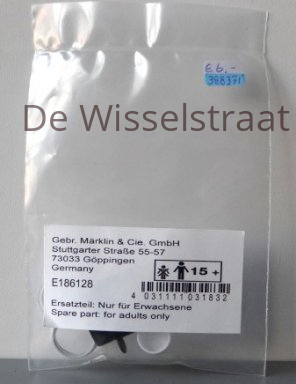 € 6,-
388371
De Wisselstraat
Gebr. Märklin & Cie. GmbH
Stuttgarter Straße 55-57
73033 Göppingen
Germany
15 +
E186128
4 031111 031832
Ersatzteil: Nur für Erwachsene
Spare part: for adults only